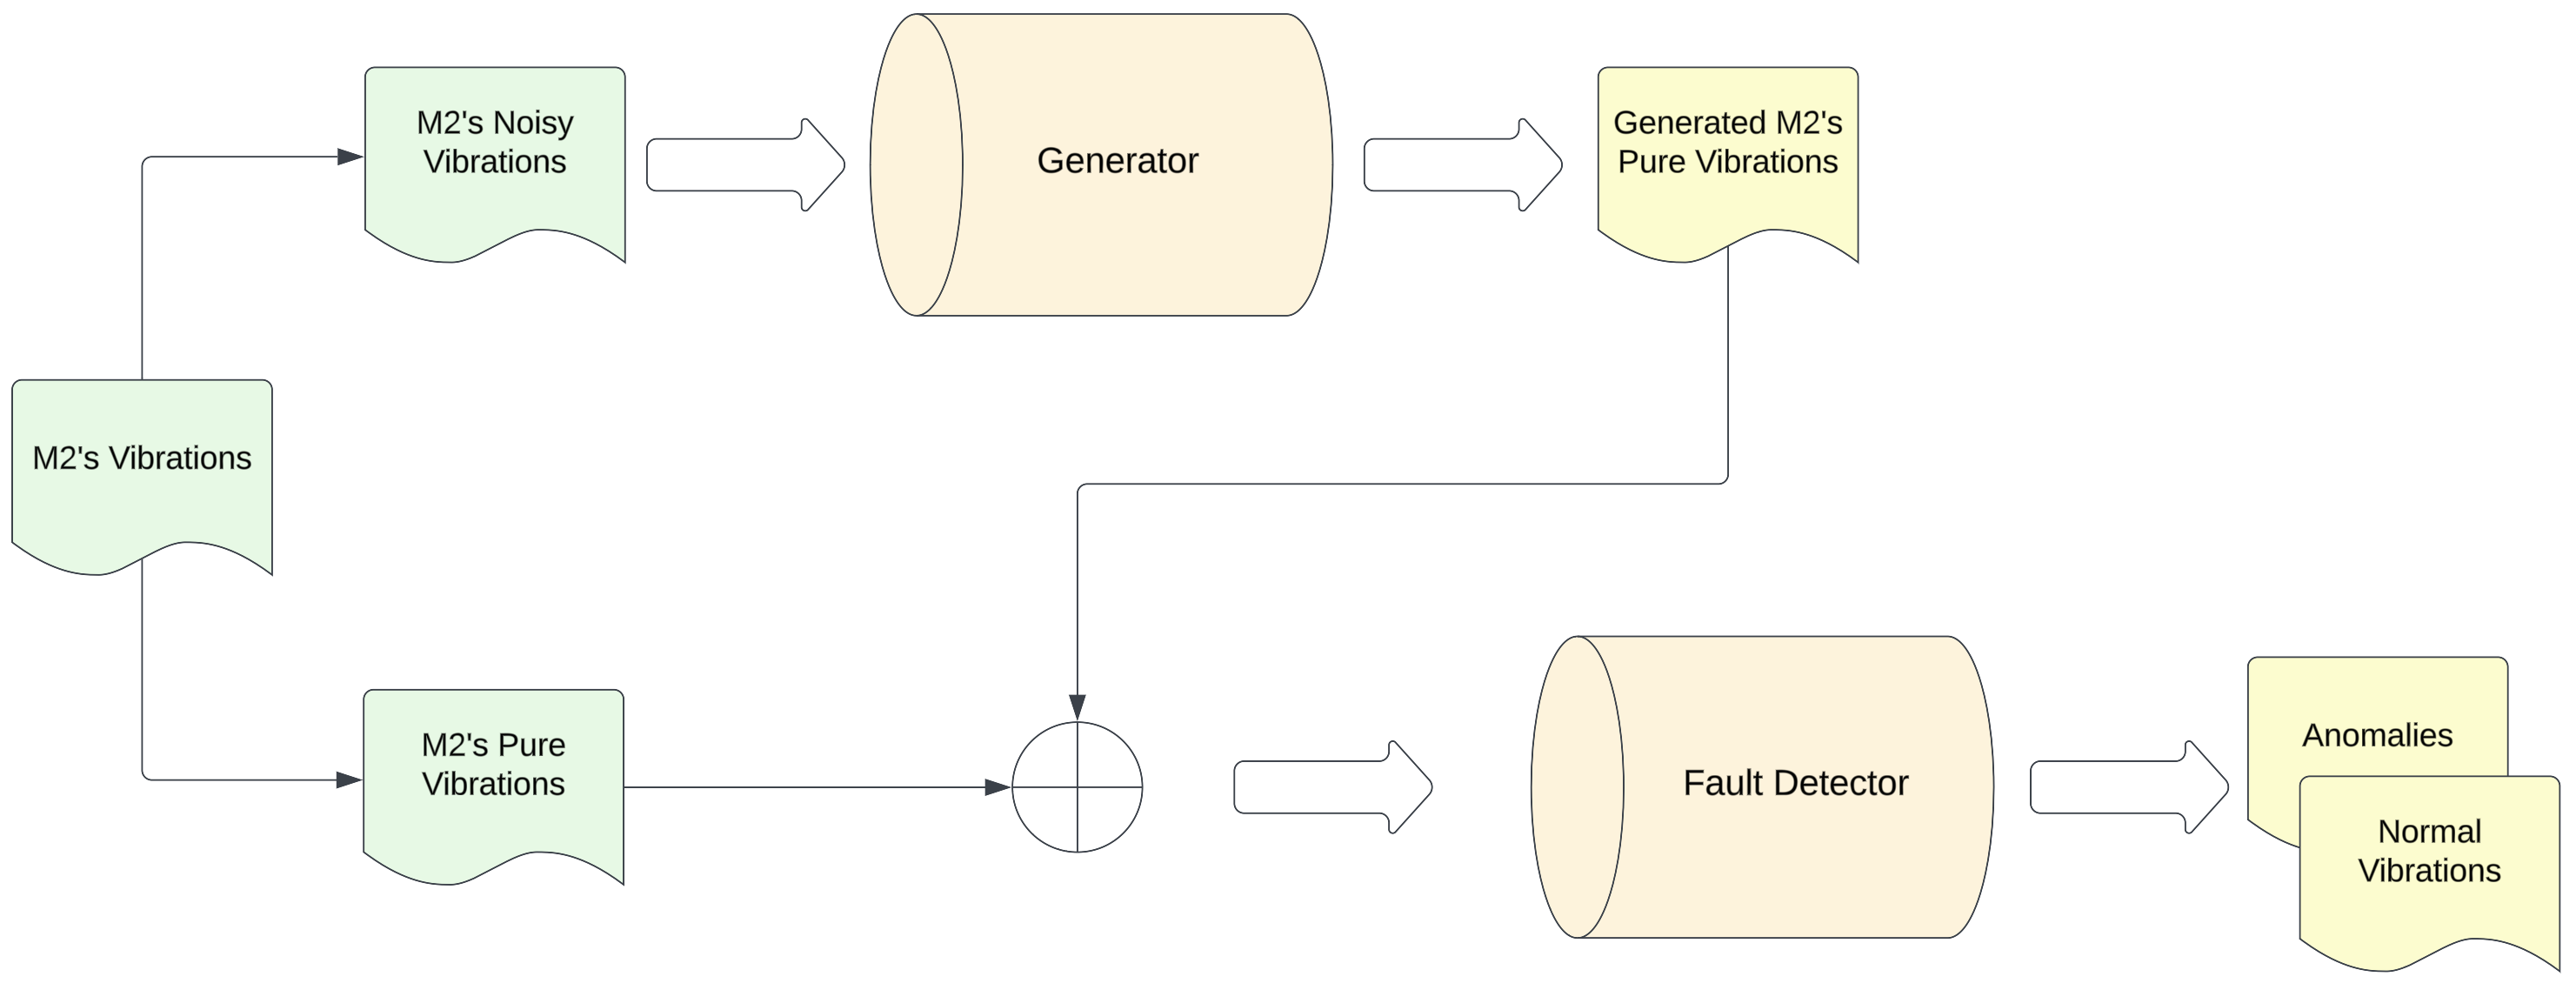 M2's Noisy
Vibrations
Generator
Generated M2's
Pure Vibrations
M2's Vibrations
M2's Pure
Vibrations
Fault Detector
Anomalies
Normal
Vibrations